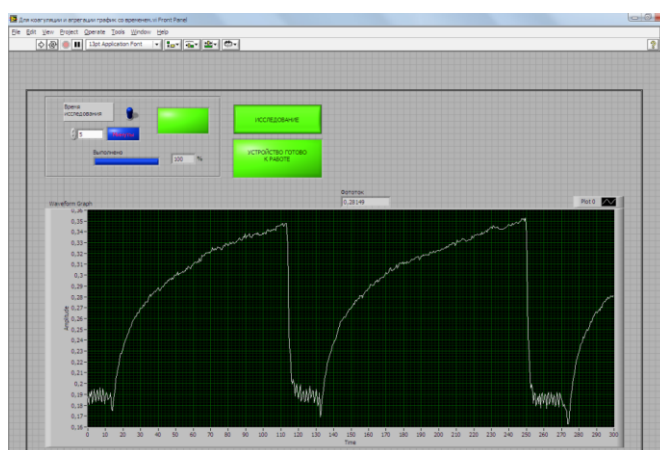 Для коагуляции и агрегации график со временем.vi Front Panel
File Edit View Project Operate Tools Window Help
13pt Application Font
Время
исследования
5
Выполнено
100 %
ИССЛЕДОВАНИЕ
УСТРОЙСТВО ГОТОВО
К РАБОТЕ
Фототок
Waveform Graph
Plot 0
0,36
0,35
0,34
0,33
0,32
0,31
0,3
0,29
0,28
0,27
0,26
0,25
0,24
0,23
0,22
0,21
0,2
0,19
0,18
0,17
0,16
Amplitude
0 10 20 30 40 50 60 70 80 90 100 110 120 130 140 150 160 170 180 190 200 210 220 230 240 250 260 270 280 290 300
Time